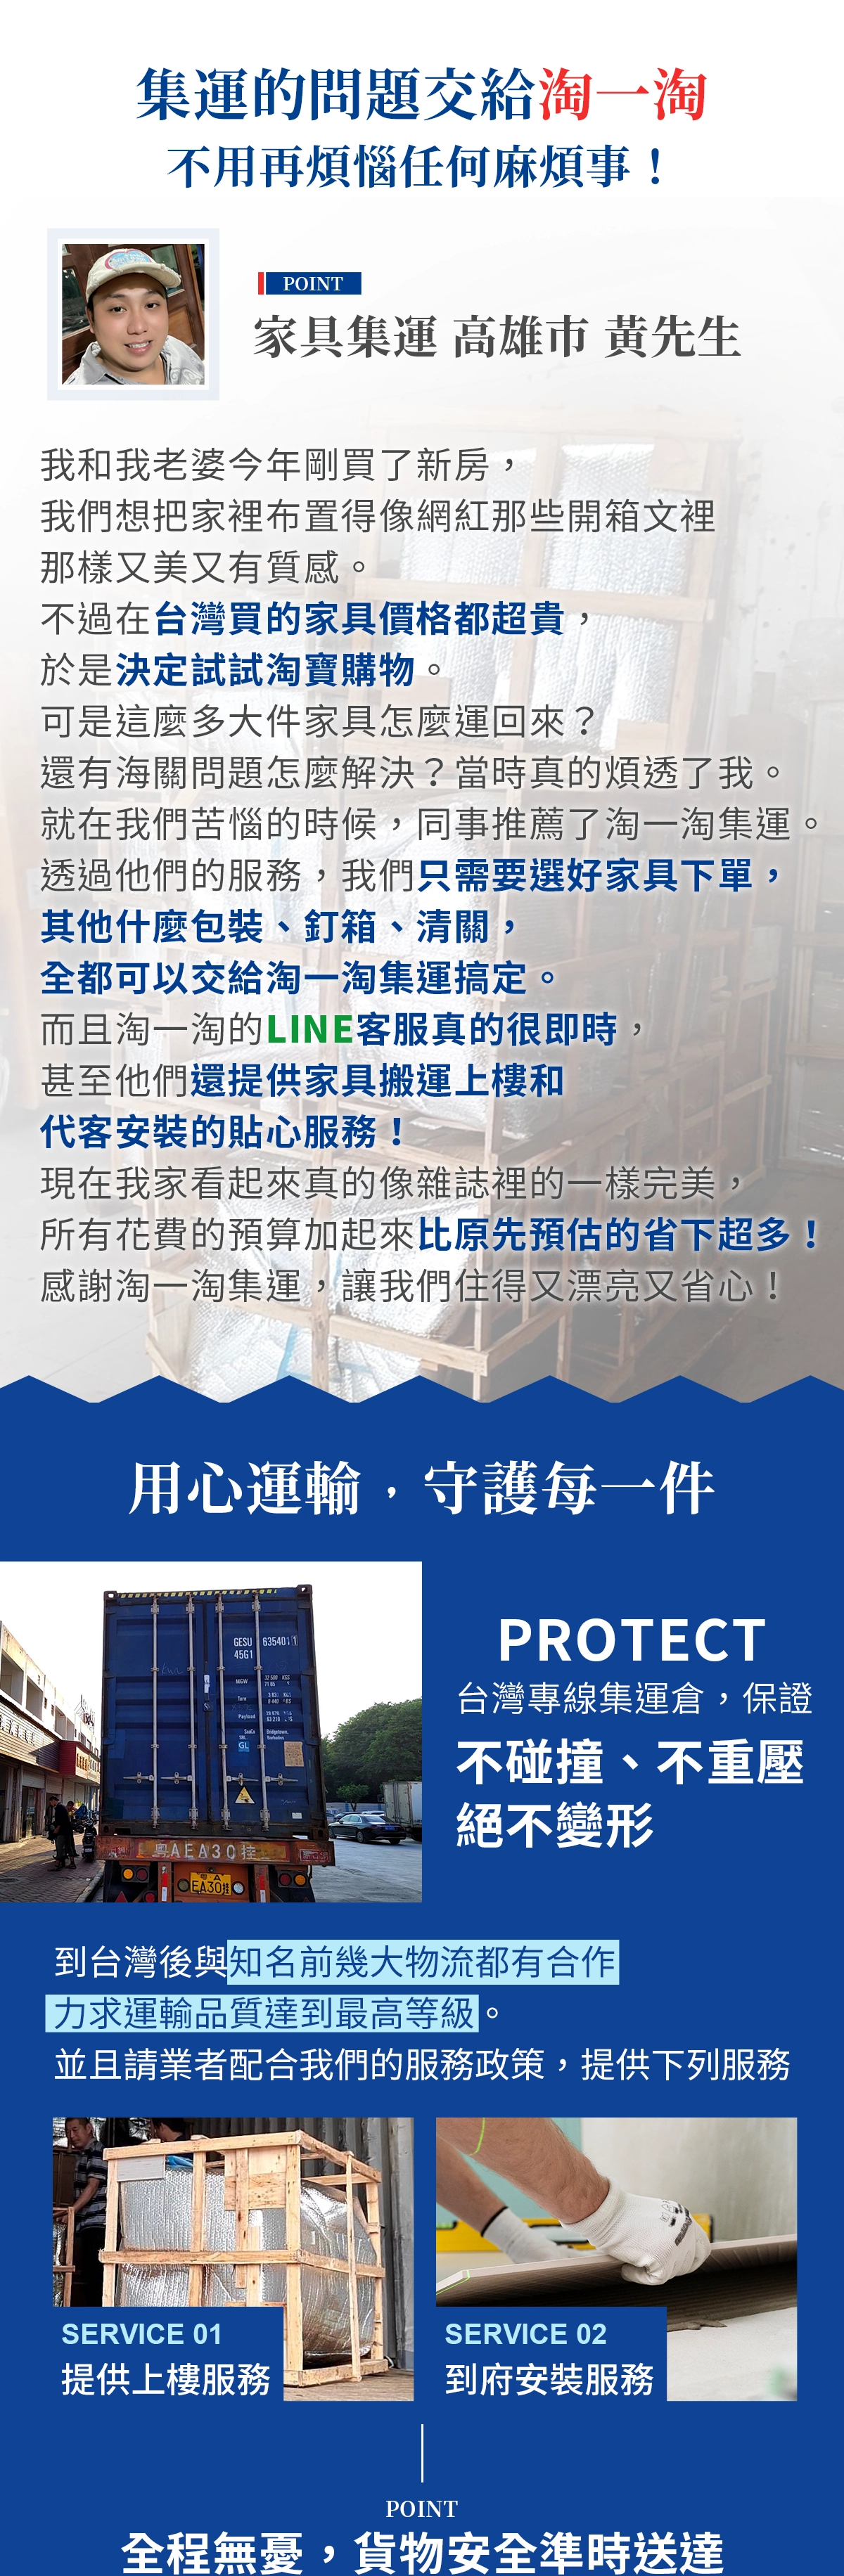 集運的問題交給淘一淘
不用再煩惱任何麻煩事！
POINT
家具集運 高雄市 黃先生
我和我老婆今年剛買了新房，
我們想把家裡布置得像網紅那些開箱文裡
那樣又美又有質感。
不過在台灣買的家具價格都超貴，
於是決定試試淘寶購物。
可是這麼多大件家具怎麼運回來？
還有海關問題怎麼解決？當時真的煩透了我。
就在我們苦惱的時候，同事推薦了淘一淘集運。
透過他們的服務，我們只需要選好家具下單，
其他什麼包裝、釘箱、清關，
全都可以交給淘一淘集運搞定。
而且淘一淘的LINE客服真的很即時，
甚至他們還提供家具搬運上樓和
代客安裝的貼心服務！
現在我家看起來真的像雜誌裡的一樣完美，
所有花費的預算加起來比原先預估的省下超多！
感謝淘一淘集運，讓我們住得又漂亮又省心！
用心運輸，守護每一件
GESU 635401 1
45G1
粵AEA30挂
粤A
EA30挂
PROTECT
台灣專線集運倉，保證
不碰撞、不重壓
絕不變形
到台灣後與知名前幾大物流都有合作
力求運輸品質達到最高等級。
並且請業者配合我們的服務政策，提供下列服務
SERVICE 01
提供上樓服務
SERVICE 02
到府安裝服務
POINT
全程無憂，貨物安全準時送達